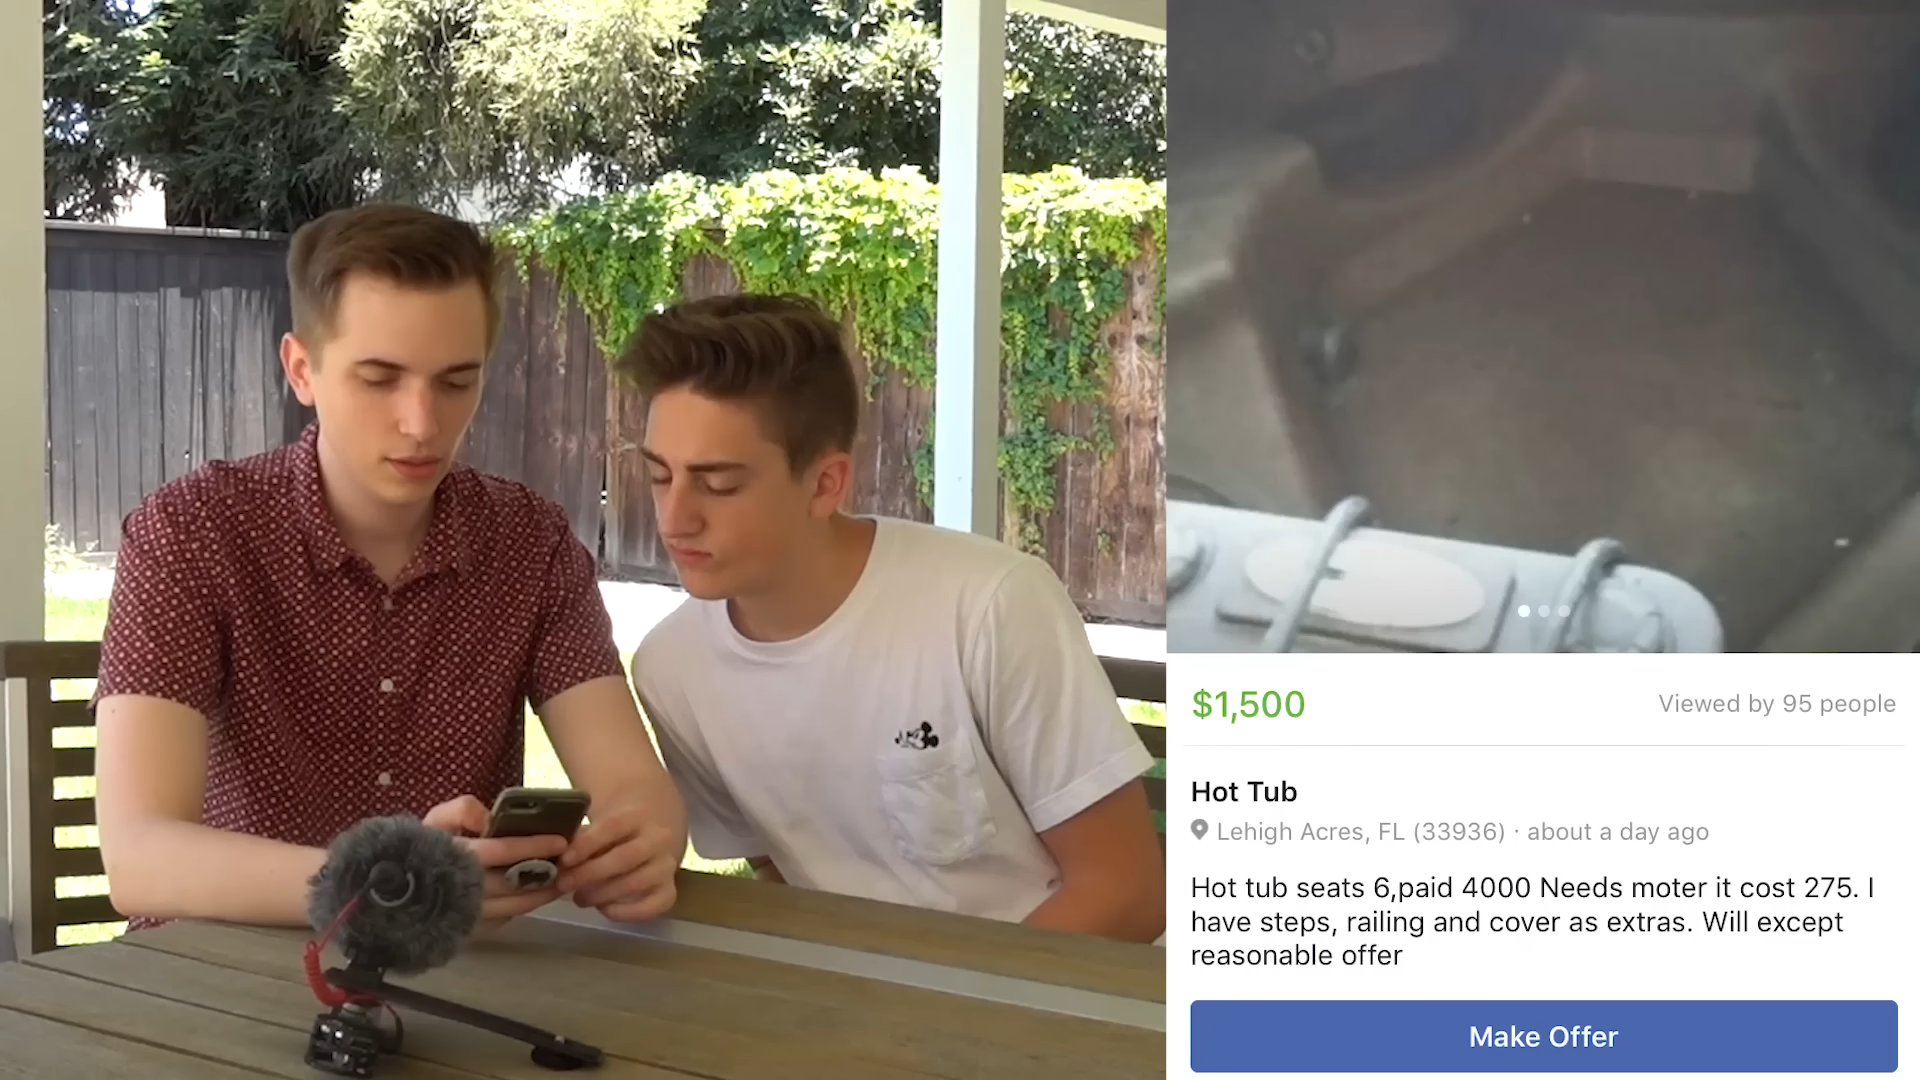 $1,500
Viewed by 95 people
Hot Tub
Lehigh Acres, FL (33936) · about a day ago
Hot tub seats 6,paid 4000 Needs moter it cost 275. I
have steps, railing and cover as extras. Will except
reasonable offer
Make Offer